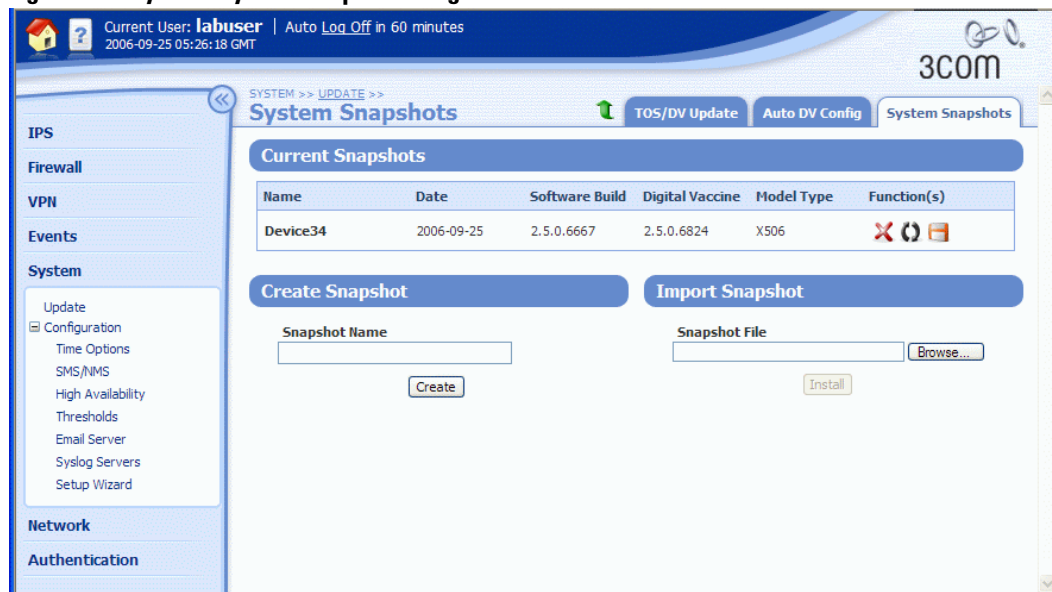 Current User: labuser | Auto Log Off in 60 minutes
2006-09-25 05:26:18 GMT
3COM
SYSTEM >> UPDATE >>
System Snapshots
TOS/DV Update
Auto DV Config
System Snapshots
IPS
Firewall
VPN
Events
System
Update
Configuration
Time Options
SMS/NMS
High Availability
Thresholds
Email Server
Syslog Servers
Setup Wizard
Network
Authentication
Current Snapshots
Name Date Software Build Digital Vaccine Model Type Function(s)
Device34 2006-09-25 2.5.0.6667 2.5.0.6824 X506
Create Snapshot
Snapshot Name
Create
Import Snapshot
Snapshot File
Browse...
Install